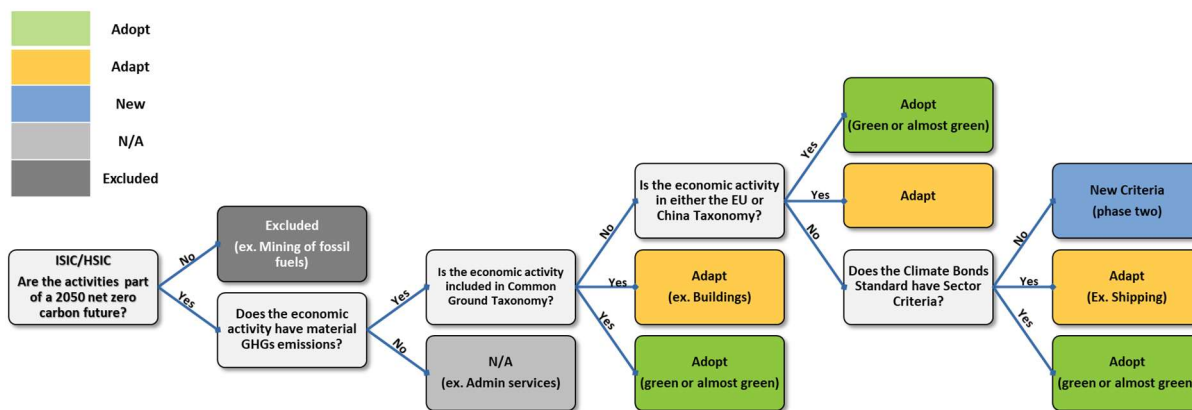 Adopt
Adapt
New
N/A
Excluded
ISIC/HSIC
Are the activities part
of a 2050 net zero
carbon future?
No
Yes
Excluded
(ex. Mining of fossil
fuels)
Does the economic
activity have material
GHGs emissions?
Yes
No
Is the economic activity
included in Common
Ground Taxonomy?
N/A
(ex. Admin services)
No
Yes
Yes
Is the economic activity
in either the EU or
China Taxonomy?
Adapt
(ex. Buildings)
Adopt
(green or almost green)
Yes
Yes
No
Adopt
(Green or almost green)
Adapt
Does the Climate Bonds
Standard have Sector
Criteria?
No
Yes
Yes
New Criteria
(phase two)
Adapt
(Ex. Shipping)
Adopt
(green or almost green)